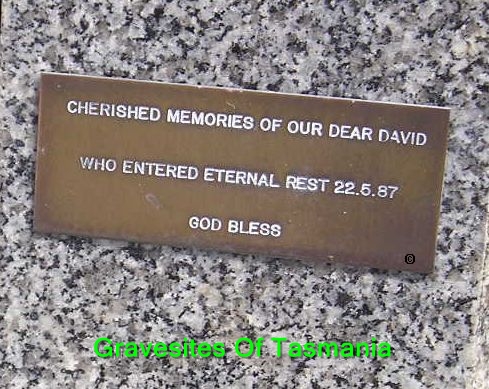 CHERISHED MEMORIES OF OUR DEAR DAVID
WHO ENTERED ETERNAL REST 22.5.87
GOD BLESS
©
Gravesites Of Tasmania